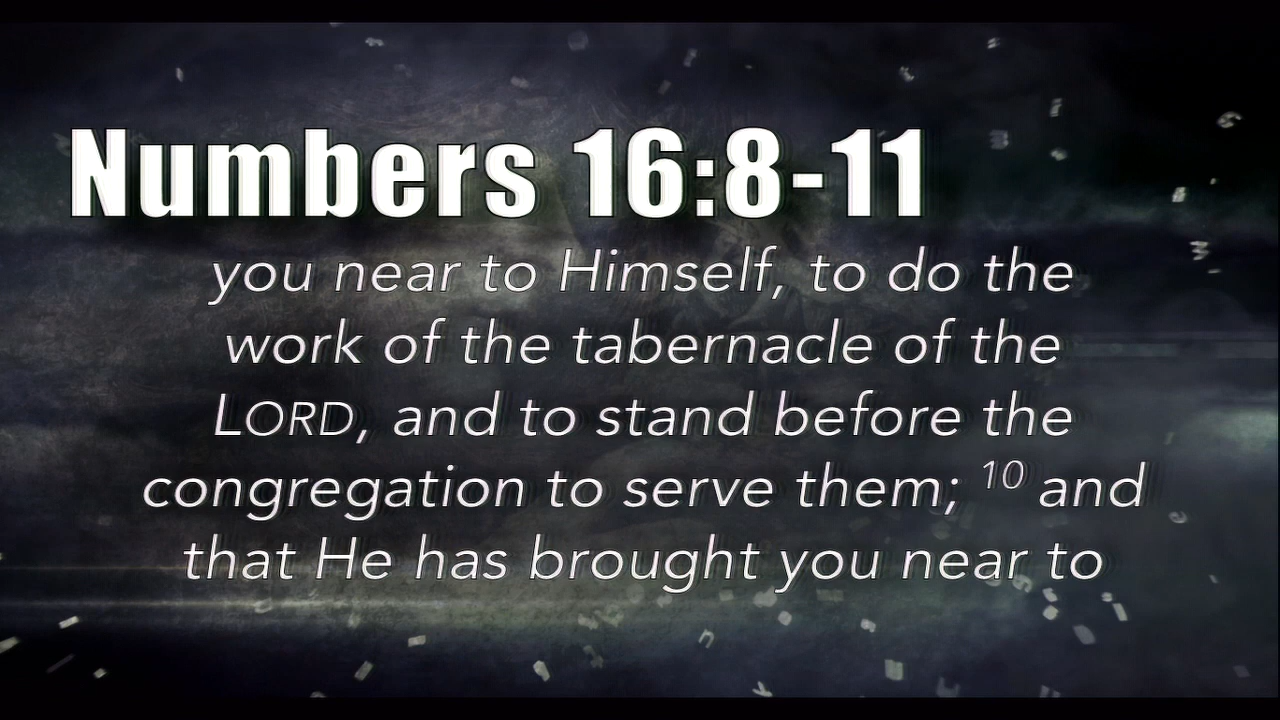 Numbers 16:8-11
you near to Himself, to do the
work of the tabernacle of the
LORD, and to stand before the
congregation to serve them; 10 and
that He has brought you near to